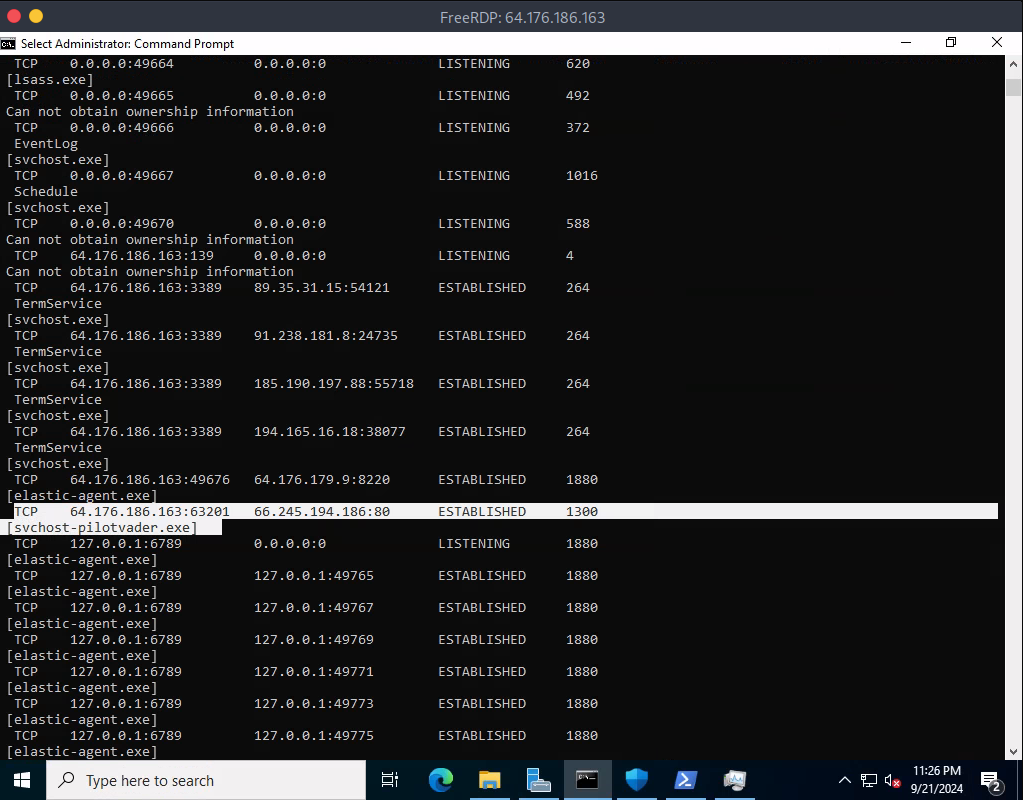 FreeRDP: 64.176.186.163
Select Administrator: Command Prompt
TCP 0.0.0.0:49664 0.0.0.0:0 LISTENING 620
[lsass.exe]
TCP 0.0.0.0:49665 0.0.0.0:0 LISTENING 492
Can not obtain ownership information
TCP 0.0.0.0:49666 0.0.0.0:0 LISTENING 372
EventLog
[svchost.exe]
TCP 0.0.0.0:49667 0.0.0.0:0 LISTENING 1016
Schedule
[svchost.exe]
TCP 0.0.0.0:49670 0.0.0.0:0 LISTENING 588
Can not obtain ownership information
TCP 64.176.186.163:139 0.0.0.0:0 LISTENING 4
Can not obtain ownership information
TCP 64.176.186.163:3389 89.35.31.15:54121 ESTABLISHED 264
TermService
[svchost.exe]
TCP 64.176.186.163:3389 91.238.181.8:24735 ESTABLISHED 264
TermService
[svchost.exe]
TCP 64.176.186.163:3389 185.190.197.88:55718 ESTABLISHED 264
TermService
[svchost.exe]
TCP 64.176.186.163:3389 194.165.16.18:38077 ESTABLISHED 264
TermService
[svchost.exe]
TCP 64.176.186.163:49676 64.176.179.9:8220 ESTABLISHED 1880
[elastic-agent.exe]
TCP 64.176.186.163:63201 66.245.194.186:80 ESTABLISHED 1300
[svchost-pilotvader.exe]
TCP 127.0.0.1:6789 0.0.0.0:0 LISTENING 1880
[elastic-agent.exe]
TCP 127.0.0.1:6789 127.0.0.1:49765 ESTABLISHED 1880
[elastic-agent.exe]
TCP 127.0.0.1:6789 127.0.0.1:49767 ESTABLISHED 1880
[elastic-agent.exe]
TCP 127.0.0.1:6789 127.0.0.1:49769 ESTABLISHED 1880
[elastic-agent.exe]
TCP 127.0.0.1:6789 127.0.0.1:49771 ESTABLISHED 1880
[elastic-agent.exe]
TCP 127.0.0.1:6789 127.0.0.1:49773 ESTABLISHED 1880
[elastic-agent.exe]
TCP 127.0.0.1:6789 127.0.0.1:49775 ESTABLISHED 1880
[elastic-agent.exe]
Type here to search
11:26 PM
9/21/2024
2